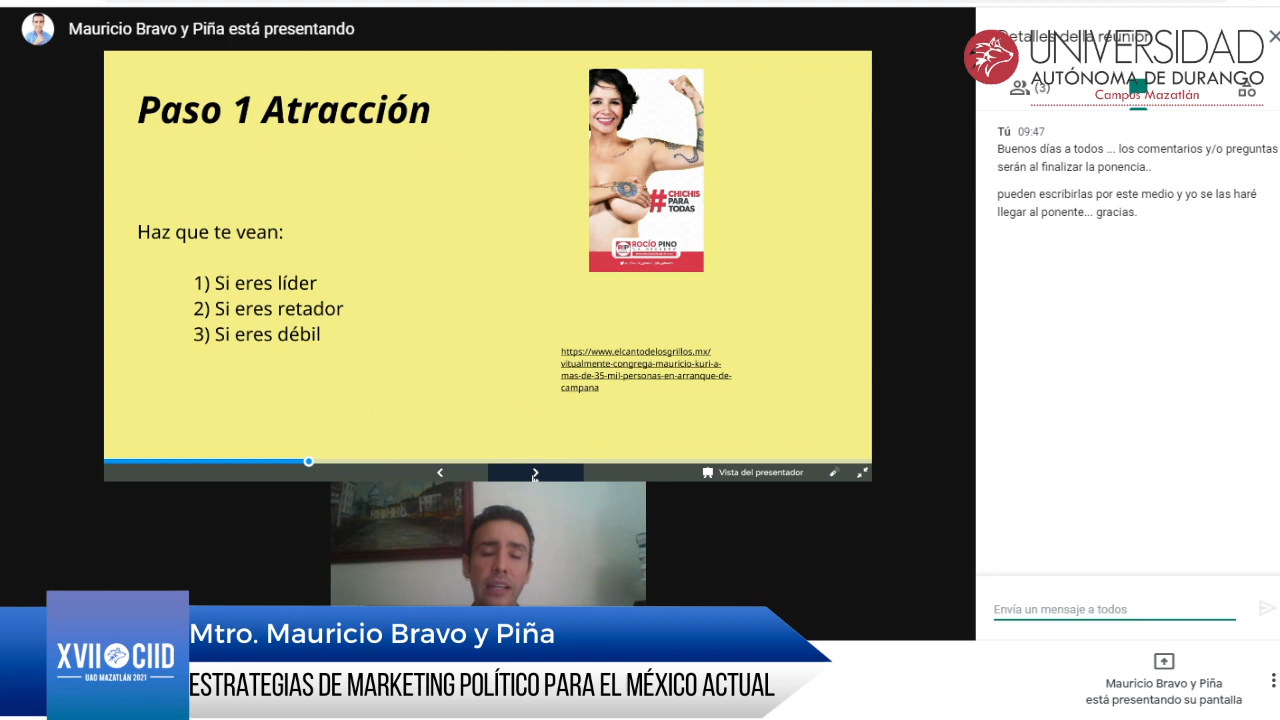 Mauricio Bravo y Piña está presentando
Paso 1 Atracción
Haz que te vean:
1) Si eres líder
2) Si eres retador
3) Si eres débil
#CHICHIS
PARA
TODAS
RIP
ROCÍO PINO
https://www.elcantodelosgrillos.mx/
vitualmente-congrega-mauricio-kuri-a-
mas-de-35-mil-personas-en-arranque-de-
campana
Vista del presentador
Detalles de la reunión
UNIVERSIDAD
AUTÓNOMA DE DURANGO
Campus Mazatlán
(3)
Tú 09:47
Buenos días a todos ... los comentarios y/o preguntas
serán al finalizar la ponencia..
pueden escribirlas por este medio y yo se las haré
llegar al ponente... gracias.
Envía un mensaje a todos
Mauricio Bravo y Piña
está presentando su pantalla
XVII CIID
UAD MAZATLÁN 2021
Mtro. Mauricio Bravo y Piña
ESTRATEGIAS DE MARKETING POLÍTICO PARA EL MÉXICO ACTUAL